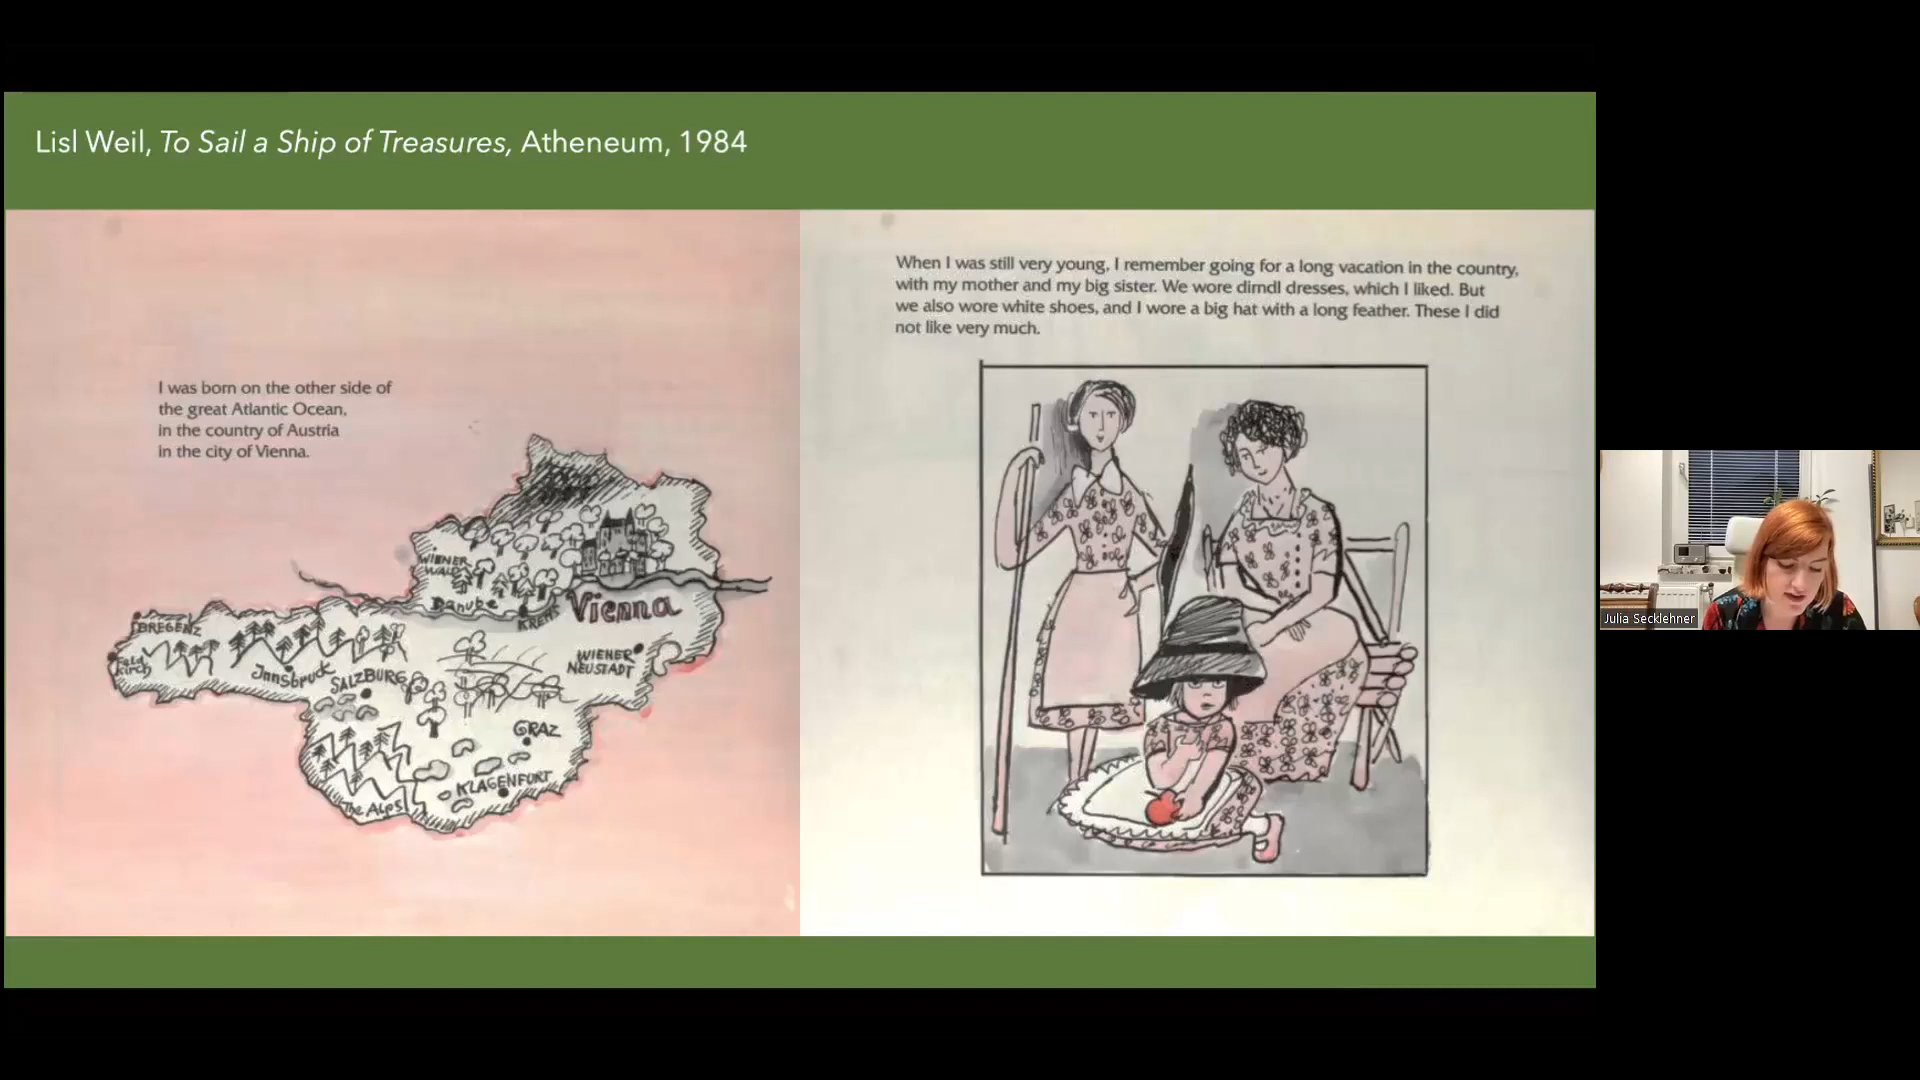 Lisl Weil, To Sail a Ship of Treasures, Atheneum, 1984
I was born on the other side of
the great Atlantic Ocean,
in the country of Austria
in the city of Vienna.
WIENER
WALD
Danube
KREMS
Vienna
BREGENZ
Feld
kirch
Innsbruck
SALZBURG
WIENER
NEUSTADT
GRAZ
KLAGENFURT
The Alps
When I was still very young, I remember going for a long vacation in the country,
with my mother and my big sister. We wore dirndl dresses, which I liked. But
we also wore white shoes, and I wore a big hat with a long feather. These I did
not like very much.
Julia Secklehner